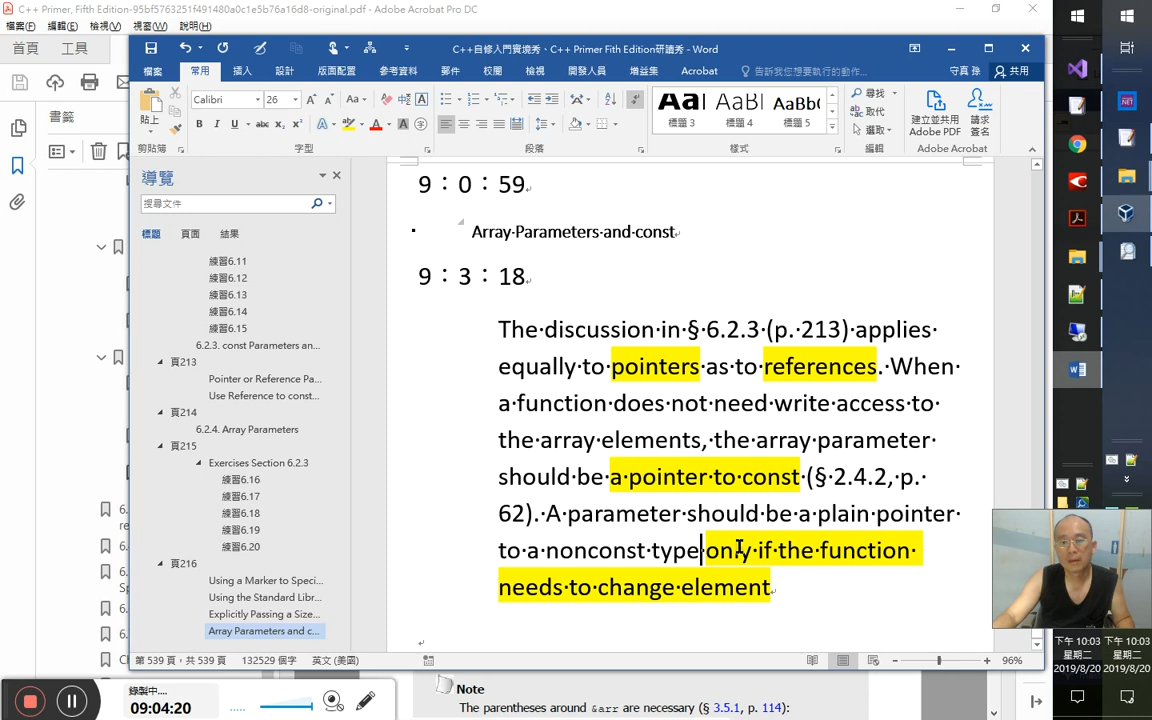 C++ Primer, Fifth Edition-95bf5763751f491480a0c1e5b76a16d8-original.pdf - Adobe Acrobat Pro DC
檔案(F) 編輯(E) 檢視(V) 視窗(W) 說明(H)
首頁 工具
書籤
C++自修入門實境秀、C++ Primer Fifth Edition研讀秀 - Word
檔案 常用 插入 設計 版面配置 參考資料 郵件 校閱 檢視 開發人員 增益集 Acrobat 告訴我您想要執行的動作... 守真 孫 共用
貼上
Calibri 26
B I U abc
標題 3 標題 4 標題 5
尋找
取代
選取
建立並共用 Adobe PDF
請求簽名
剪貼簿 字型 段落 樣式 編輯 Adobe Acrobat
導覽
搜尋文件
標題 頁面 結果
練習6.11
練習6.12
練習6.13
練習6.14
練習6.15
6.2.3. const Parameters an...
頁213
Pointer or Reference Pa...
Use Reference to const...
頁214
6.2.4. Array Parameters
頁215
Exercises Section 6.2.3
練習6.16
練習6.17
練習6.18
練習6.19
練習6.20
頁216
Using a Marker to Speci...
Using the Standard Libr...
Explicitly Passing a Size...
Array Parameters and c...
9：0：59
Array Parameters and const
9：3：18
The discussion in § 6.2.3 (p. 213) applies
equally to pointers as to references. When
a function does not need write access to
the array elements, the array parameter
should be a pointer to const (§ 2.4.2, p.
62). A parameter should be a plain pointer
to a nonconst type only if the function
needs to change element
第 539 頁，共 539 頁 132529 個字 英文 (美國) 96%
錄製中....
09:04:20
Note
The parentheses around &arr are necessary (§ 3.5.1, p. 114):
下午 10:03
星期二
2019/8/20
下午 10:03
星期二
2019/8/20